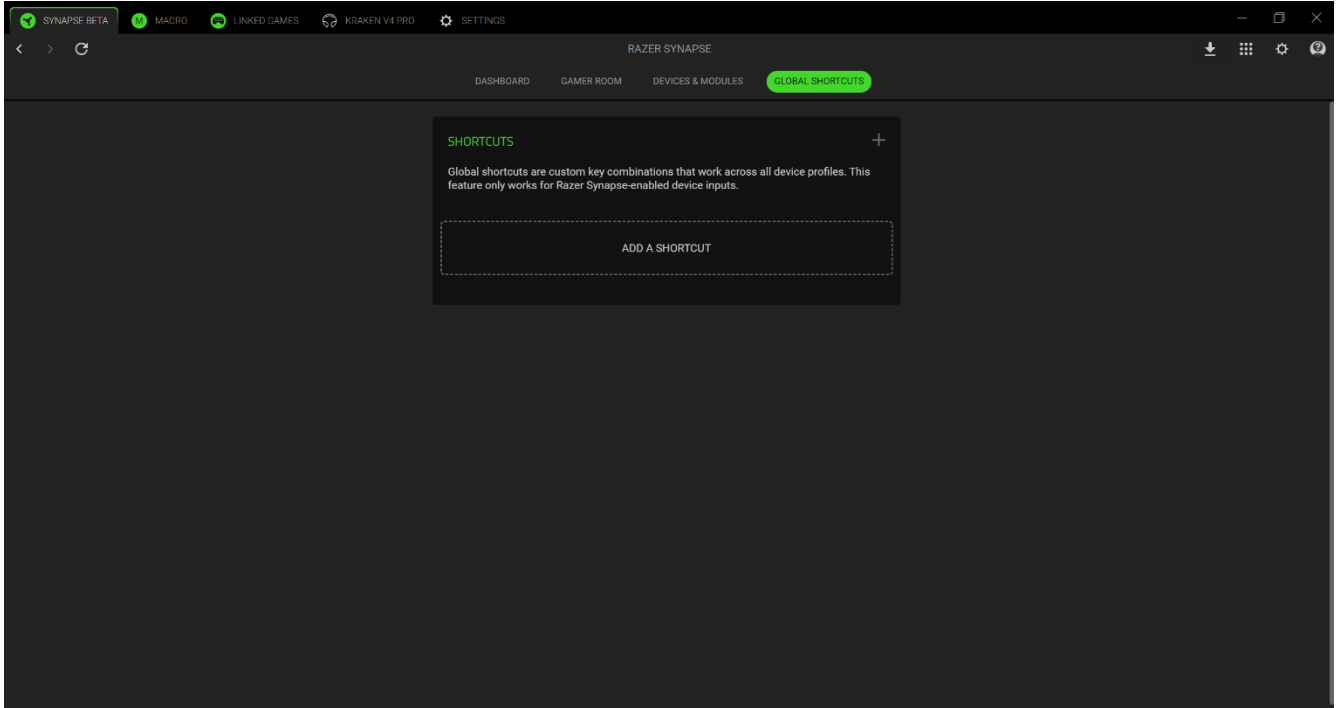 SYNAPSE BETA
M MACRO
LINKED GAMES
KRAKEN V4 PRO
SETTINGS
RAZER SYNAPSE
DASHBOARD
GAMER ROOM
DEVICES & MODULES
GLOBAL SHORTCUTS
SHORTCUTS
Global shortcuts are custom key combinations that work across all device profiles. This
feature only works for Razer Synapse-enabled device inputs.
ADD A SHORTCUT